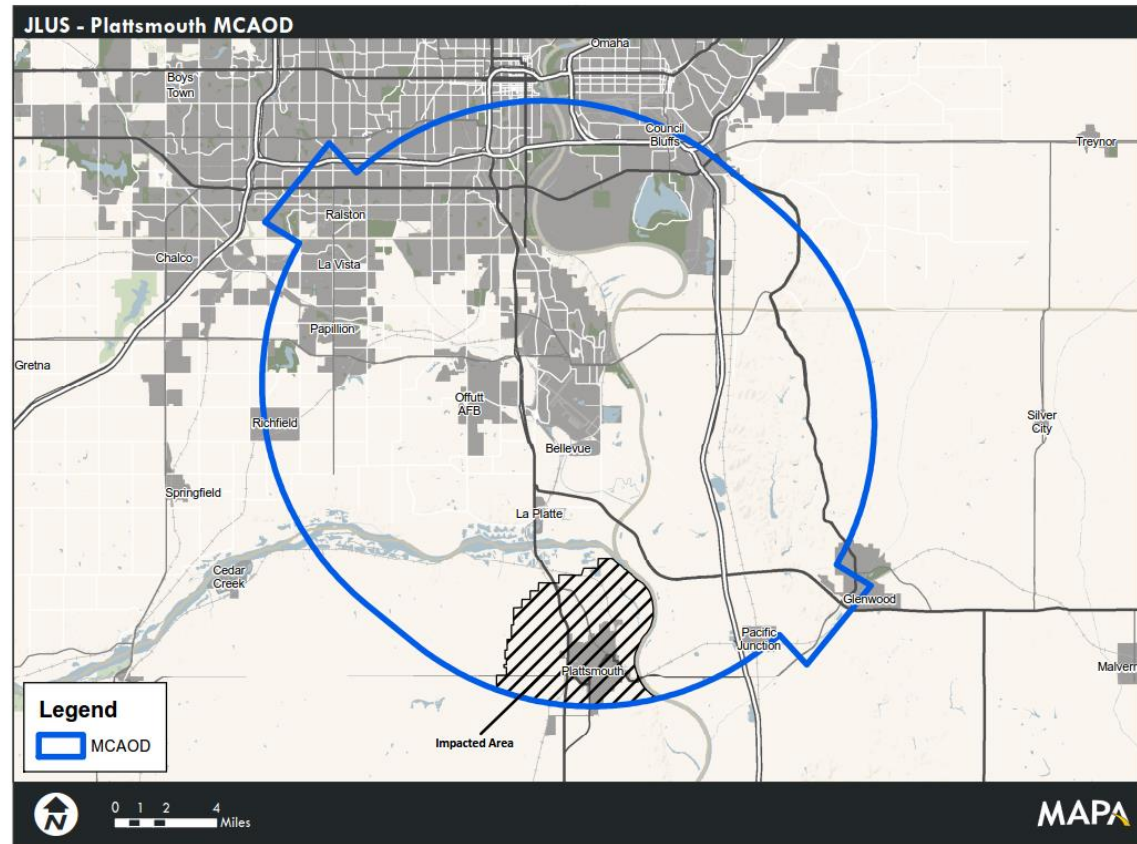 JLUS - Plattsmouth MCAOD
Omaha
Boys
Town
Council
Bluffs
Treynor
Ralston
Chalco
La Vista
Papillion
Gretna
Offutt
AFB
Richfield
Silver
City
Bellevue
Springfield
La Platte
Cedar
Creek
Glenwood
Pacific
Junction
Plattsmouth
Malvern
Legend
MCAOD
Impacted Area
N
0 1 2 4
Miles
MAPA